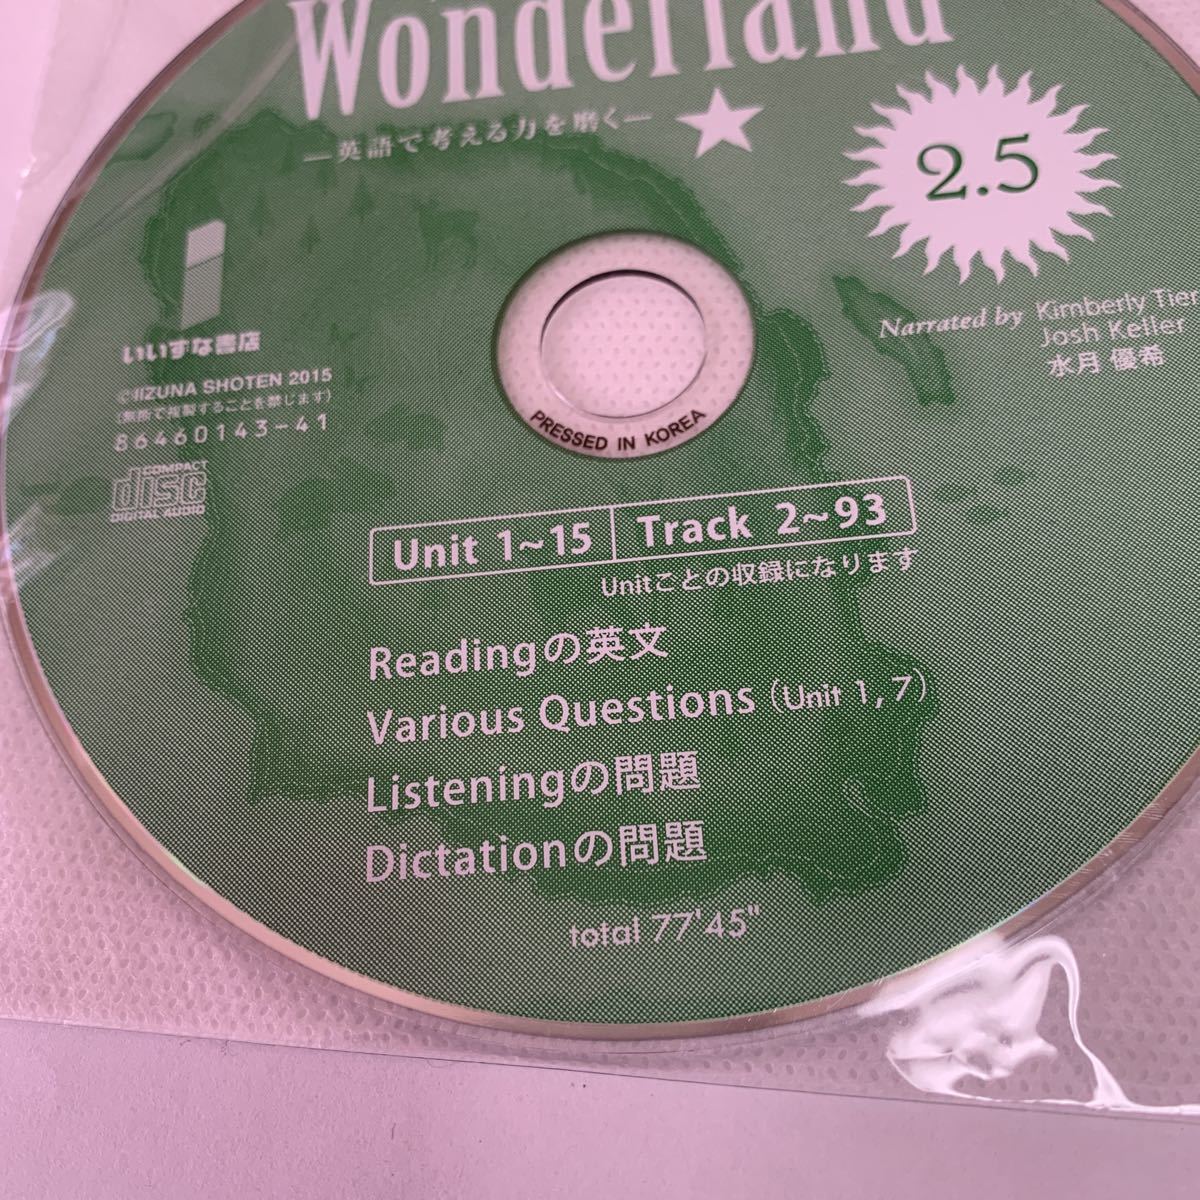 Wonderland
―英語で考える力を磨く―
2.5
Narrated by Kimberly
Josh Keller
水月 優希
いいずな書店
©IIZUNA SHOTEN 2015
(無断で複製することを禁じます)
86460143-41
COMPACT
disc
DIGITAL AUDIO
PRESSED IN KOREA
Unit 1~15 Track 2~93
Unitごとの収録になります
Readingの英文
Various Questions (Unit 1, 7)
Listeningの問題
Dictationの問題
total 77'45"